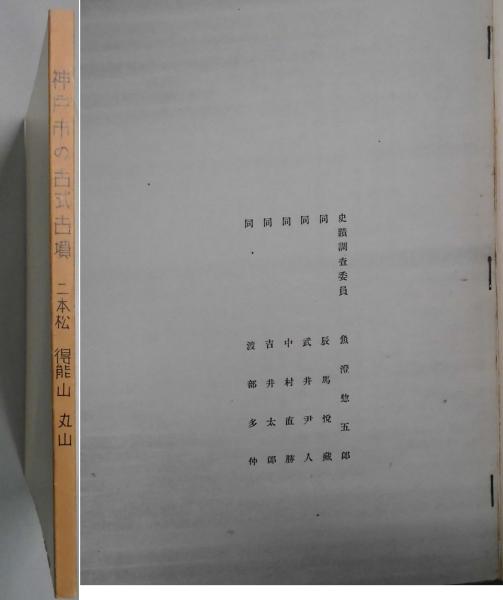 神戸市の古式古墳 二本松 得能山 丸山
史蹟調査委員 魚澄惣五郎
同 辰馬悦蔵
同 武井尹人
同 中村直勝
同 吉井太郎
同 渡部多仲